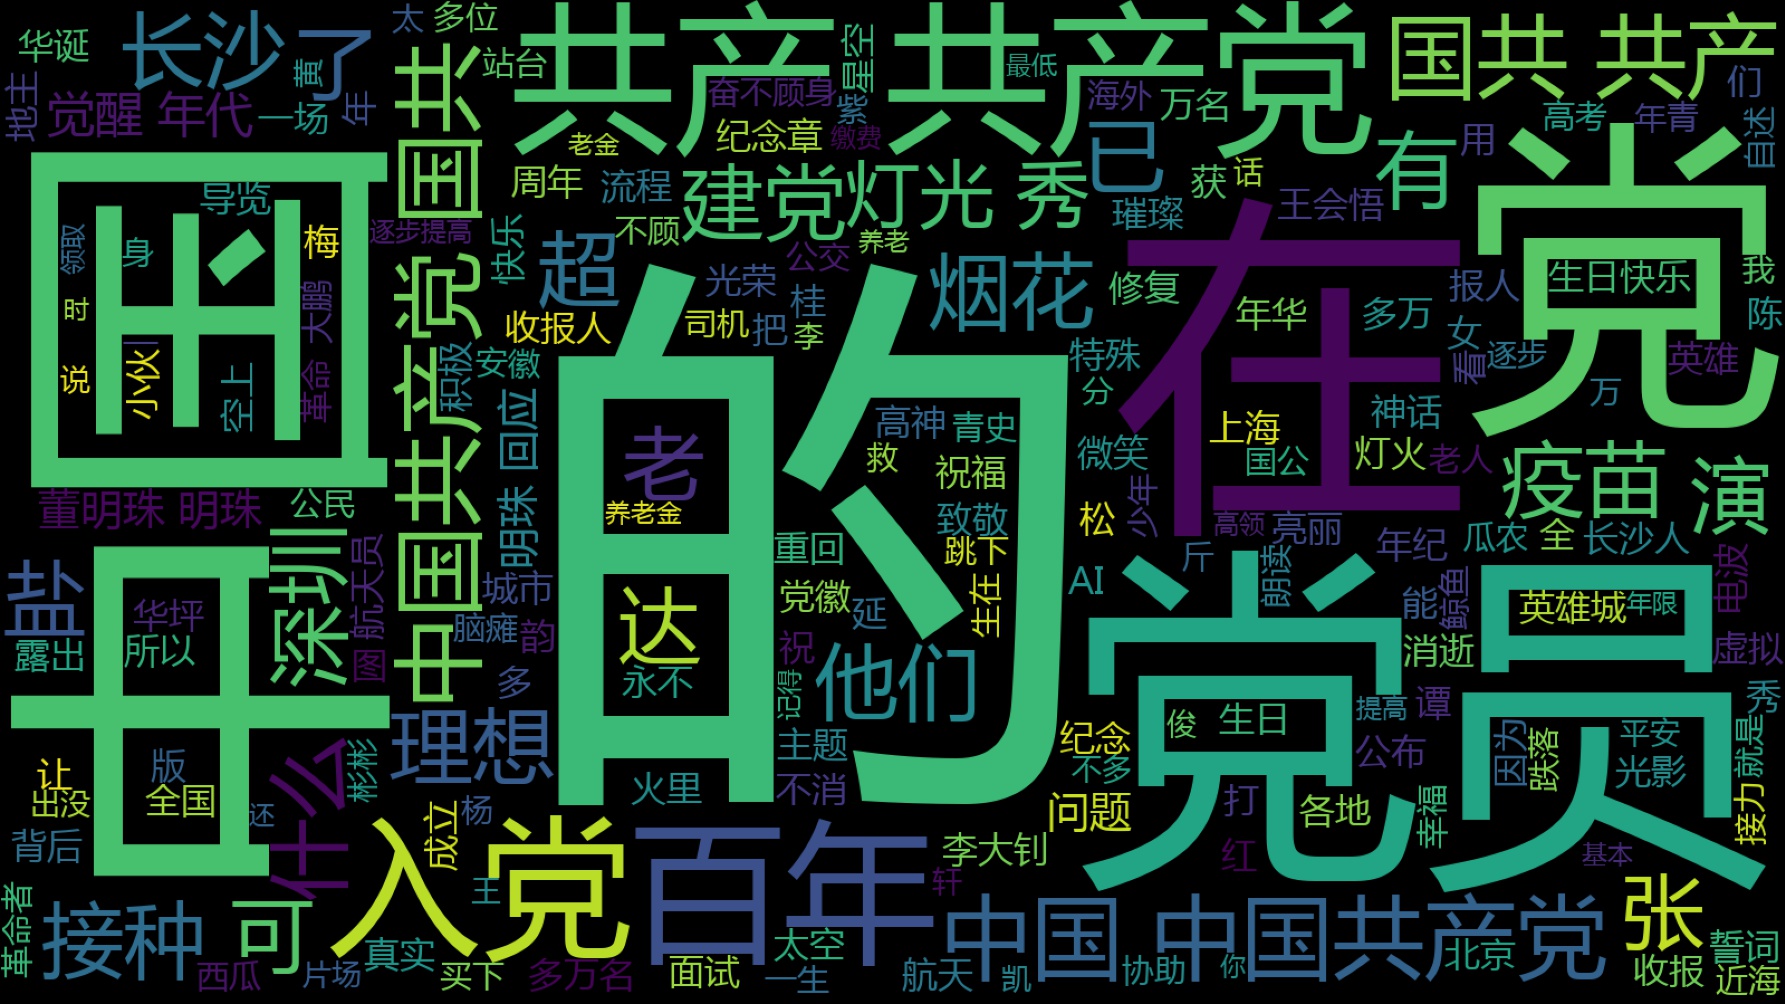 华诞
长沙了
太
多位
共产
共产党
国共
共产
地主
觉醒
年代
一场
黄
年
站台
奋不顾身
星空
紫
最低
海外
万名
高考
年青
们
自述
用
老金
纪念章
缴费
国
导览
领取
身
梅
时
大鹏
说
小伙
空上
革命
中国共产党
国共
周年
流程
建党
灯光
秀
已
获
话
有
党
逐步提高
快乐
不顾
公交
养老
璀璨
王会悟
超
光荣
桂
烟花
修复
在
年华
多万
报人
生日快乐
我
陈
收报人
司机
把
李
特殊
分
女
看
逐步
英雄
万
积极
安徽
的
老
高神
青史
微笑
上海
国公
神话
灯火
老人
疫苗
演
回应
救
祝福
养老金
致敬
松
少年
高领
亮丽
年纪
瓜农
全
长沙人
董明珠
明珠
公民
明珠
跳下
重回
深圳
航天员
盐
中
华坪
所以
露出
图
城市
脑瘫
韵
达
党徽
延
生在
AI
斤
朗读
能
鲸鱼
英雄城
年限
电波
党员
消逝
虚拟
祝
永不
他们
记得
多
理想
主题
不消
火里
纪念
不多
问题
俊
生日
提高
谭
公布
秀
因为
跌落
平安
光影
就是
让
出没
版
全国
什么
彬彬
还
背后
杨
成立
入党
百年
李大钊
打
各地
红
幸福
基本
接力
革命者
接种
可
王
轩
中国
中国共产党
张
西瓜
片场
真实
买下
多万名
面试
太空
一生
航天
凯
协助
你
北京
收报
誓词
近海